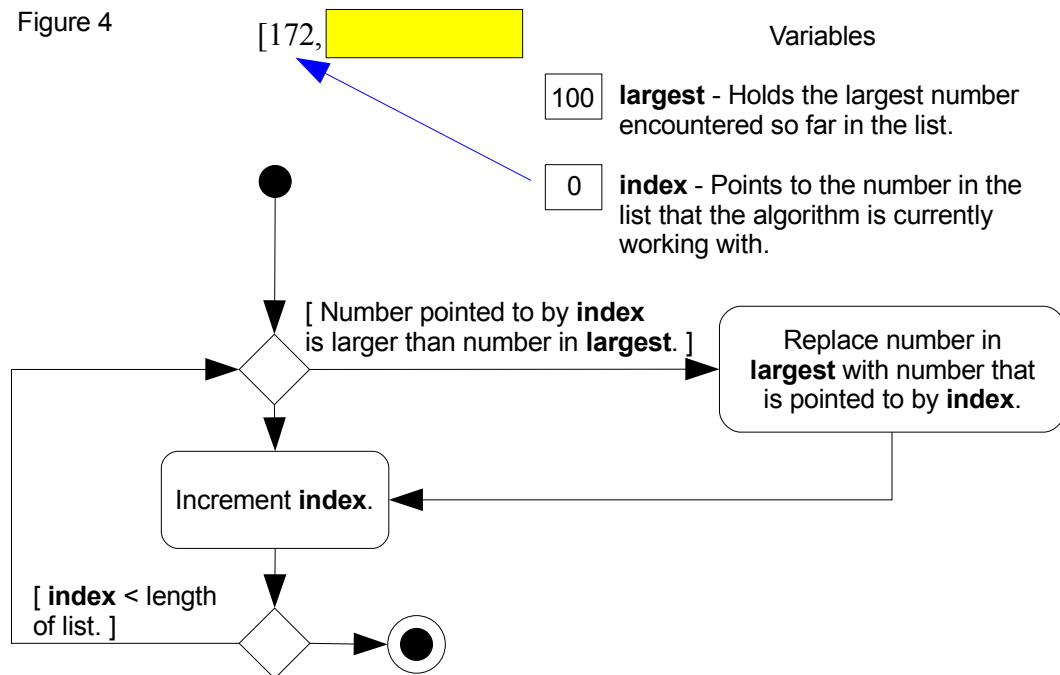 Figure 4
[172,
Variables
100
largest - Holds the largest number
encountered so far in the list.
0
index - Points to the number in the
list that the algorithm is currently
working with.
[ Number pointed to by index
is larger than number in largest. ]
Replace number in
largest with number that
is pointed to by index.
Increment index.
[ index < length
of list. ]